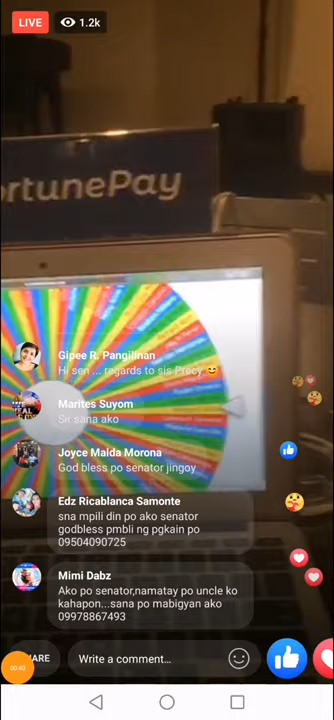 LIVE
1.2k
ortunePay
Gipee R. Pangilinan
Hi sen ... regards to sis Precy 😅
Marites Suyom
Sir sana ako
Joyce Malda Morona
God bless po senator jingoy
Edz Ricablanca Samonte
sna mpili din po ako senator
godbless pmbli ng pgkain po
09504090725
Mimi Dabz
Ako po senator,namatay po uncle ko
kahapon...sana po mabigyan ako
09978867493
ARE
Write a comment...
00:40